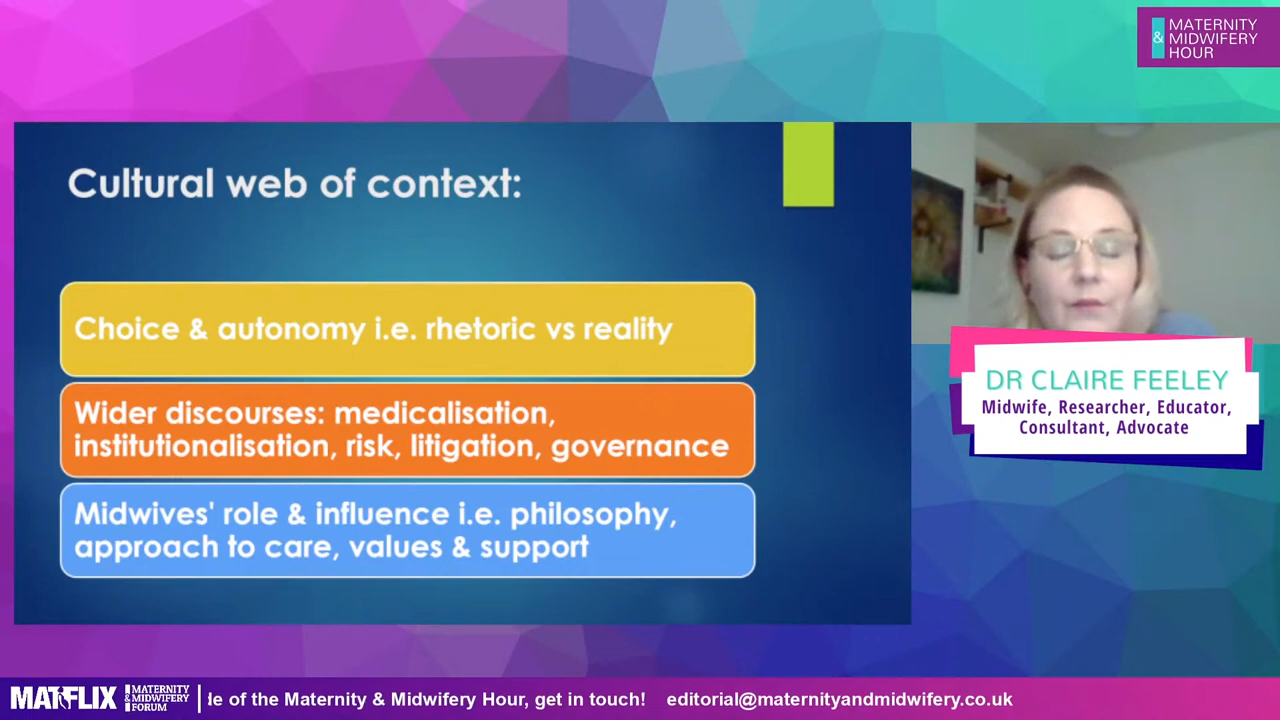 &
MATERNITY
MIDWIFERY
HOUR
Cultural web of context:
Choice & autonomy i.e. rhetoric vs reality
Wider discourses: medicalisation,
institutionalisation, risk, litigation, governance
Midwives' role & influence i.e. philosophy,
approach to care, values & support
DR CLAIRE FEELEY
Midwife, Researcher, Educator,
Consultant, Advocate
MATFLIX
MATERNITY
& MIDWIFERY
FORUM
of the Maternity & Midwifery Hour, get in touch! editorial@maternityandmidwifery.co.uk